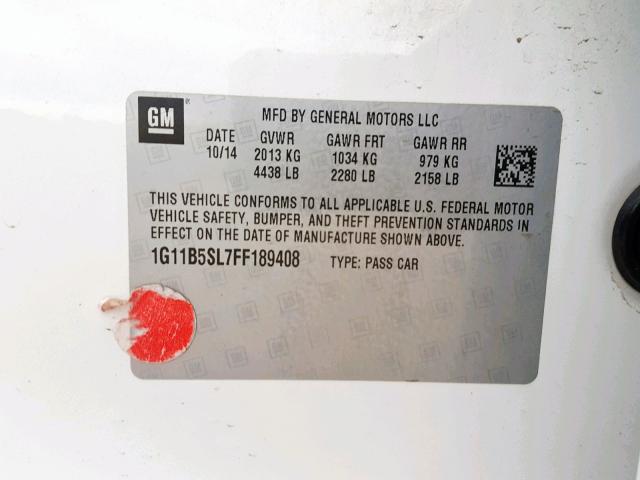 GM
MFD BY GENERAL MOTORS LLC
DATE GVWR GAWR FRT GAWR RR
10/14 2013 KG 1034 KG 979 KG
4438 LB 2280 LB 2158 LB
THIS VEHICLE CONFORMS TO ALL APPLICABLE U.S. FEDERAL MOTOR
VEHICLE SAFETY, BUMPER, AND THEFT PREVENTION STANDARDS IN
EFFECT ON THE DATE OF MANUFACTURE SHOWN ABOVE.
1G11B5SL7FF189408 TYPE: PASS CAR